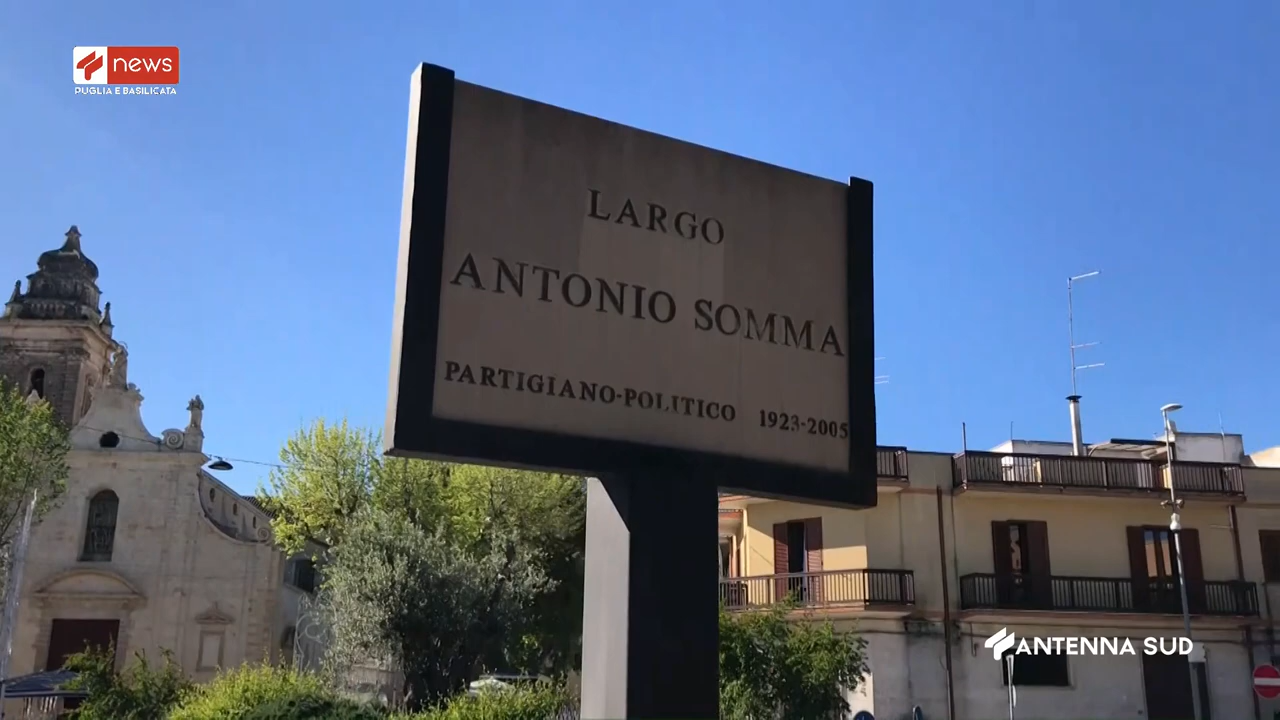 news
PUGLIA E BASILICATA
LARGO
ANTONIO SOMMA
PARTIGIANO-POLITICO 1923-2005
ANTENNA SUD